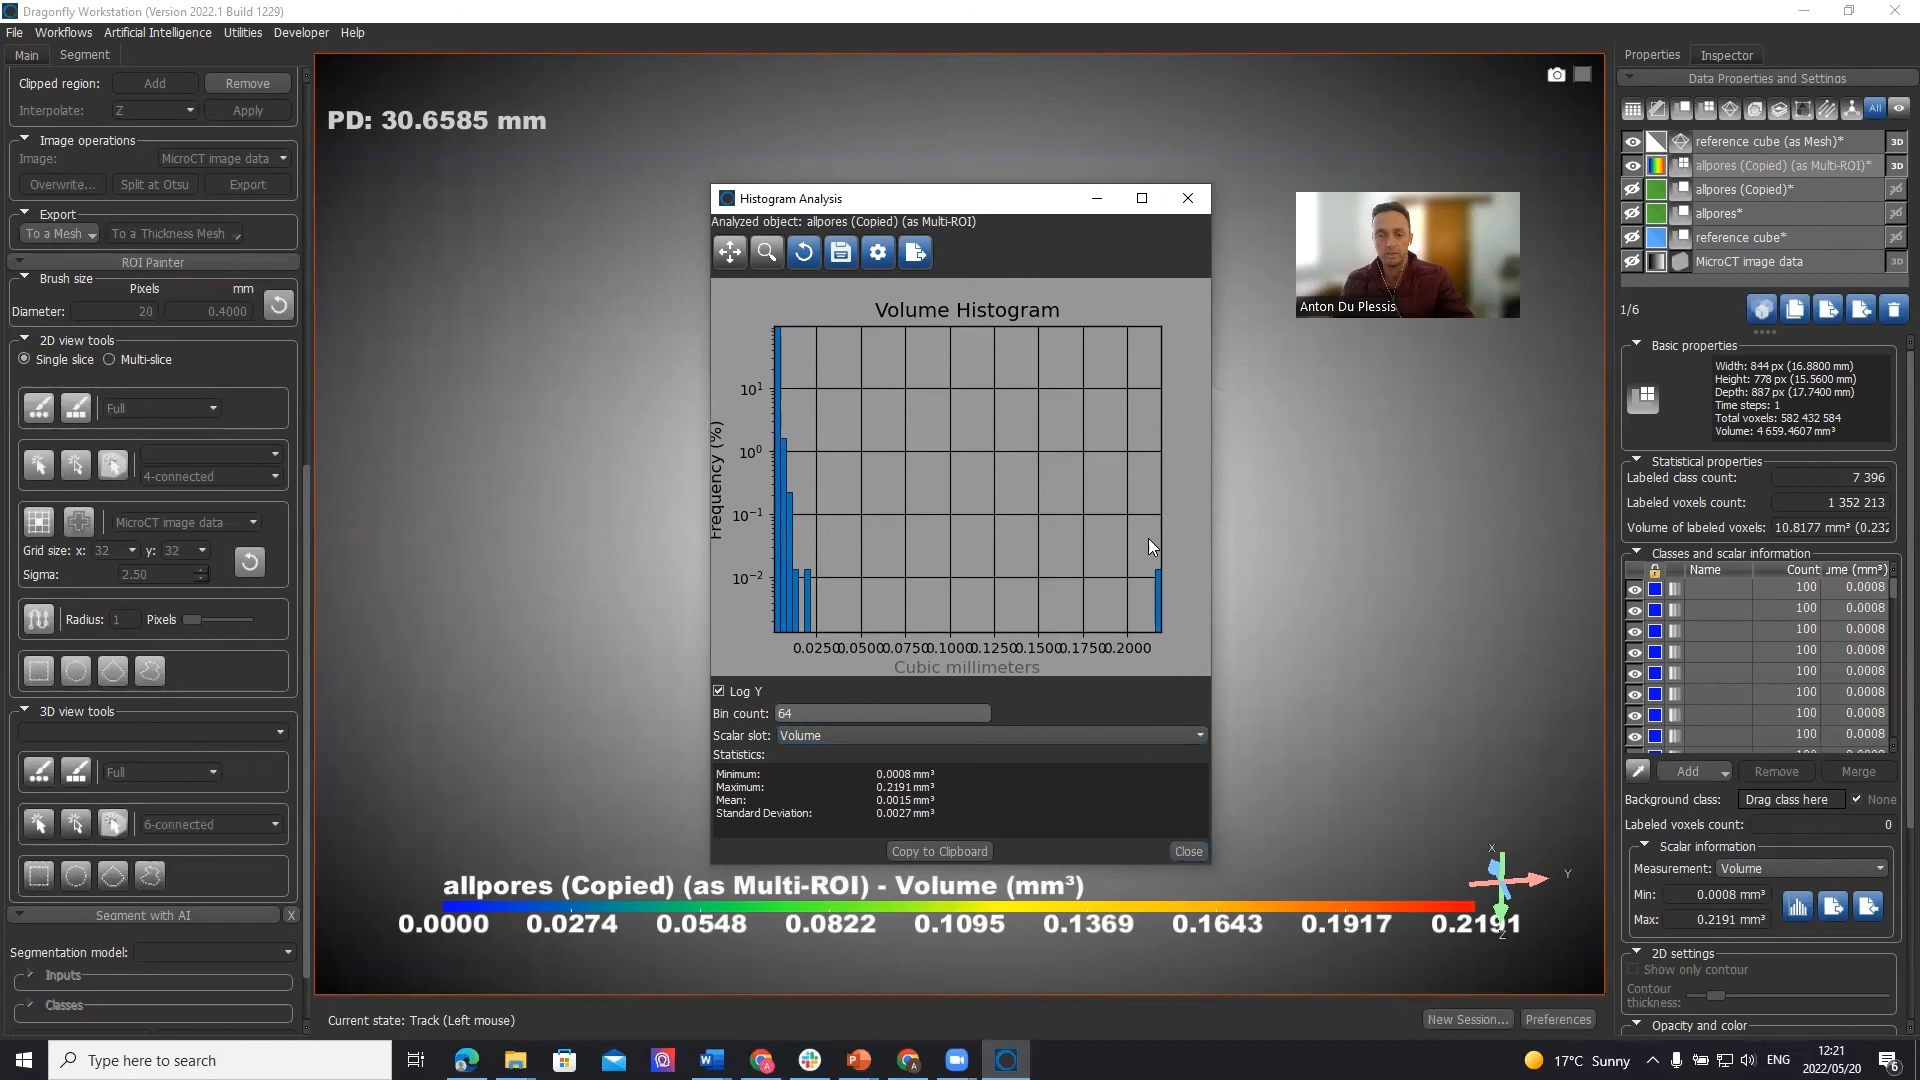 Dragonfly Workstation (Version 2022.1 Build 1229)
File Workflows Artificial Intelligence Utilities Developer Help
Main Segment
Clipped region: Add Remove
Interpolate: Z Apply
Image operations
Image: MicroCT image data
Overwrite... Split at Otsu Export
Export
To a Mesh To a Thickness Mesh
ROI Painter
Brush size
Pixels mm
Diameter: 20 0.4000
2D view tools
Single slice Multi-slice
Full
4-connected
MicroCT image data
Grid size: x: 32 y: 32
Sigma: 2.50
Radius: 1 Pixels
3D view tools
Full
6-connected
Segment with AI X
Segmentation model:
Inputs
Classes
PD: 30.6585 mm
Histogram Analysis
Analyzed object: allpores (Copied) (as Multi-ROI)
Volume Histogram
Frequency (%)
10¹
10⁰
10⁻¹
10⁻²
0.0250 0.0500 0.0750 0.1000 0.1250 0.1500 0.1750 0.2000
Cubic millimeters
Log Y
Bin count: 64
Scalar slot: Volume
Statistics:
Minimum: 0.0008 mm³
Maximum: 0.2191 mm³
Mean: 0.0015 mm³
Standard Deviation: 0.0027 mm³
Copy to Clipboard Close
Anton Du Plessis
allpores (Copied) (as Multi-ROI) - Volume (mm³)
0.0000 0.0274 0.0548 0.0822 0.1095 0.1369 0.1643 0.1917 0.2191
X
Y
Z
Current state: Track (Left mouse)
New Session... Preferences
Properties Inspector
Data Properties and Settings
All
reference cube (as Mesh)* 3D
allpores (Copied) (as Multi-ROI)* 3D
allpores (Copied)*
allpores*
reference cube*
MicroCT image data 3D
1/6
Basic properties
Width: 844 px (16.8800 mm)
Height: 778 px (15.5600 mm)
Depth: 887 px (17.7400 mm)
Time steps: 1
Total voxels: 582 432 584
Volume: 4 659.4607 mm³
Statistical properties
Labeled class count: 7 396
Labeled voxels count: 1 352 213
Volume of labeled voxels: 10.8177 mm³ (0.232
Classes and scalar information
Name Count ume (mm³)
100 0.0008
100 0.0008
100 0.0008
100 0.0008
100 0.0008
100 0.0008
100 0.0008
100 0.0008
Add Remove Merge
Background class: Drag class here None
Labeled voxels count: 0
Scalar information
Measurement: Volume
Min: 0.0008 mm³
Max: 0.2191 mm³
2D settings
Show only contour
Contour
thickness:
Opacity and color
Type here to search
17°C Sunny ENG 12:21
2022/05/20
6